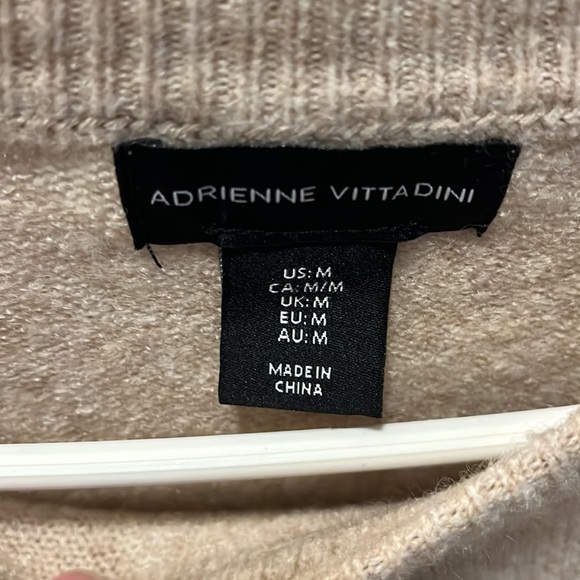 ADRIENNE VITTADINI
US: M
CA: M/M
UK: M
EU: M
AU: M
MADE IN
CHINA